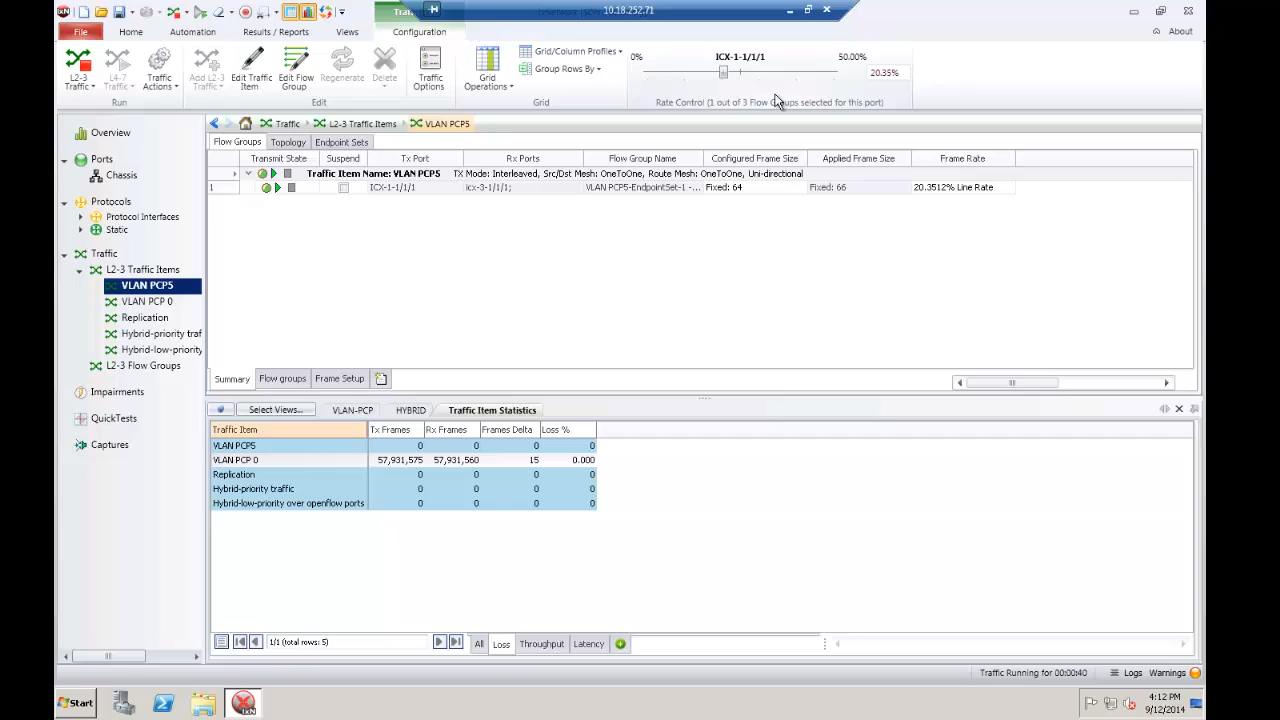 Tra
10.18.252.71
File
Home
Automation
Results / Reports
Views
Configuration
About
L2-3
Traffic
L4-7
Traffic
Traffic
Actions
Run
Add L2-3
Traffic
Edit Traffic
Item
Edit Flow
Group
Regenerate
Delete
Edit
Traffic
Options
Grid
Operations
Grid/Column Profiles
Group Rows By
Grid
0%
ICX-1-1/1/1
50.00%
20.35%
Rate Control (1 out of 3 Flow Groups selected for this port)
Overview
Ports
Chassis
Protocols
Protocol Interfaces
Static
Traffic
L2-3 Traffic Items
VLAN PCP5
VLAN PCP 0
Replication
Hybrid-priority traf
Hybrid-low-priority
L2-3 Flow Groups
Impairments
QuickTests
Captures
Traffic
L2-3 Traffic Items
VLAN PCP5
Flow Groups
Topology
Endpoint Sets
Transmit State
Suspend
Tx Port
Rx Ports
Flow Group Name
Configured Frame Size
Applied Frame Size
Frame Rate
Traffic Item Name: VLAN PCP5 TX Mode: Interleaved, Src/Dst Mesh: OneToOne, Route Mesh: OneToOne, Uni-directional
1 ICX-1-1/1/1 icx-3-1/1/1; VLAN PCP5-EndpointSet-1 -... Fixed: 64 Fixed: 66 20.3512% Line Rate
Summary
Flow groups
Frame Setup
Select Views...
VLAN-PCP
HYBRID
Traffic Item Statistics
Traffic Item Tx Frames Rx Frames Frames Delta Loss %
VLAN PCP5 0 0 0 0
VLAN PCP 0 57,931,575 57,931,560 15 0.000
Replication 0 0 0 0
Hybrid-priority traffic 0 0 0 0
Hybrid-low-priority over openflow ports 0 0 0 0
1/1 (total rows: 5)
All
Loss
Throughput
Latency
Traffic Running for 00:00:40
Logs
Warnings
Start
IxN
4:12 PM
9/12/2014